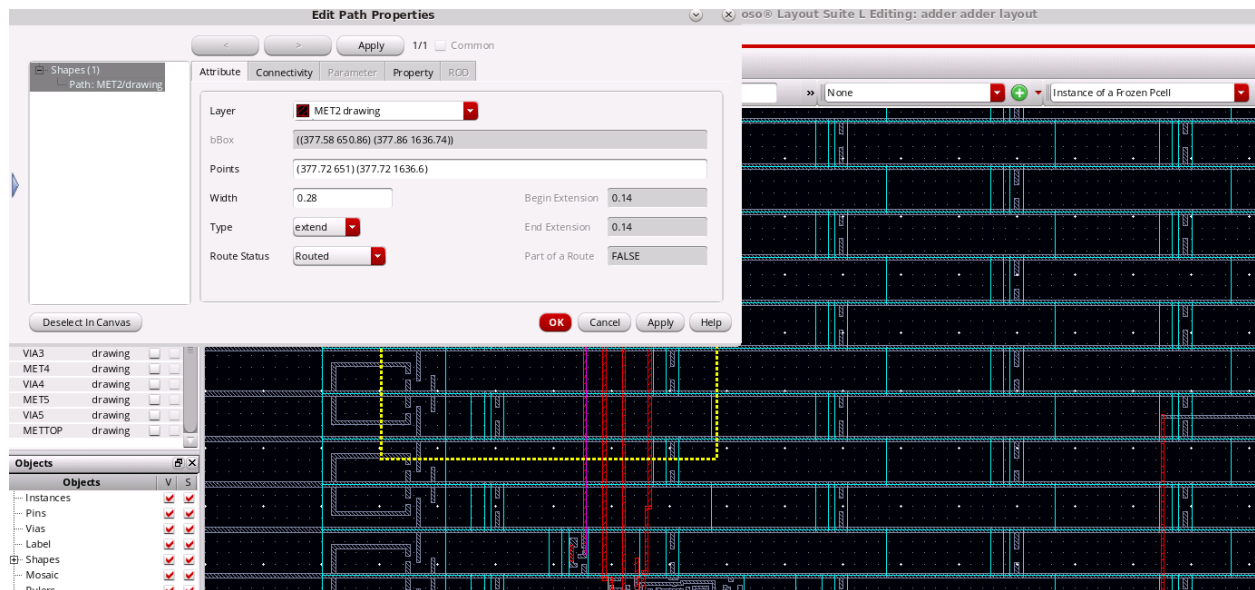 Edit Path Properties
oso® Layout Suite L Editing: adder adder layout
< > Apply 1/1 Common
Shapes (1)
Path: MET2/drawing
Attribute Connectivity Parameter Property ROD
Layer MET2 drawing
bBox ((377.58 650.86) (377.86 1636.74))
Points (377.72 651) (377.72 1636.6)
Width 0.28 Begin Extension 0.14
Type extend End Extension 0.14
Route Status Routed Part of a Route FALSE
Deselect In Canvas OK Cancel Apply Help
» None Instance of a Frozen Pcell
VIA3 drawing
MET4 drawing
VIA4 drawing
MET5 drawing
VIA5 drawing
METTOP drawing
Objects
Objects V S
Instances
Pins
Vias
Label
Shapes
Mosaic
Rulers